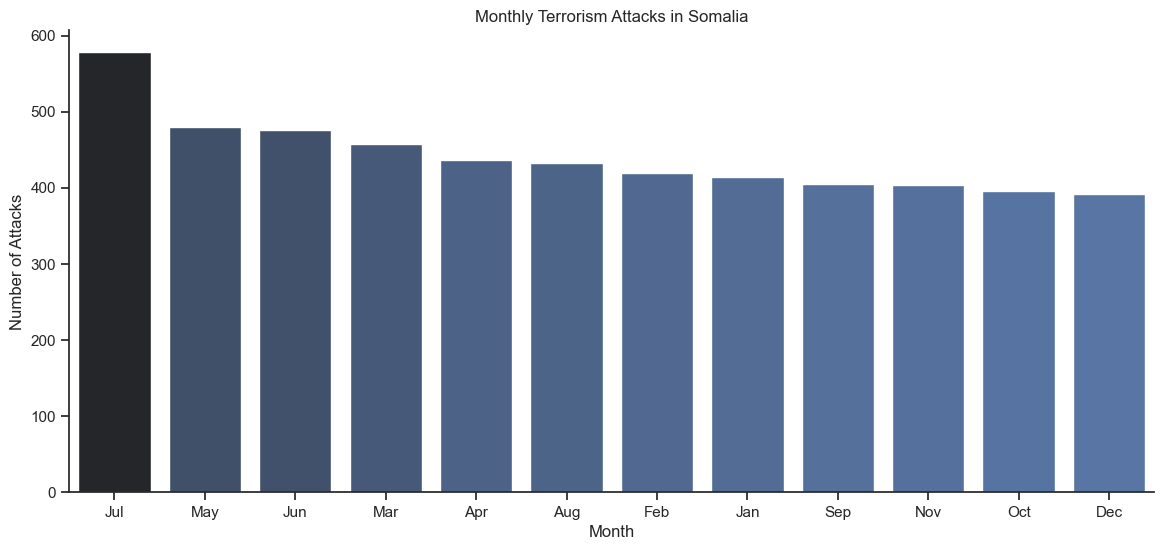 Monthly Terrorism Attacks in Somalia
Number of Attacks
600
500
400
300
200
100
0
Jul May Jun Mar Apr Aug Feb Jan Sep Nov Oct Dec
Month